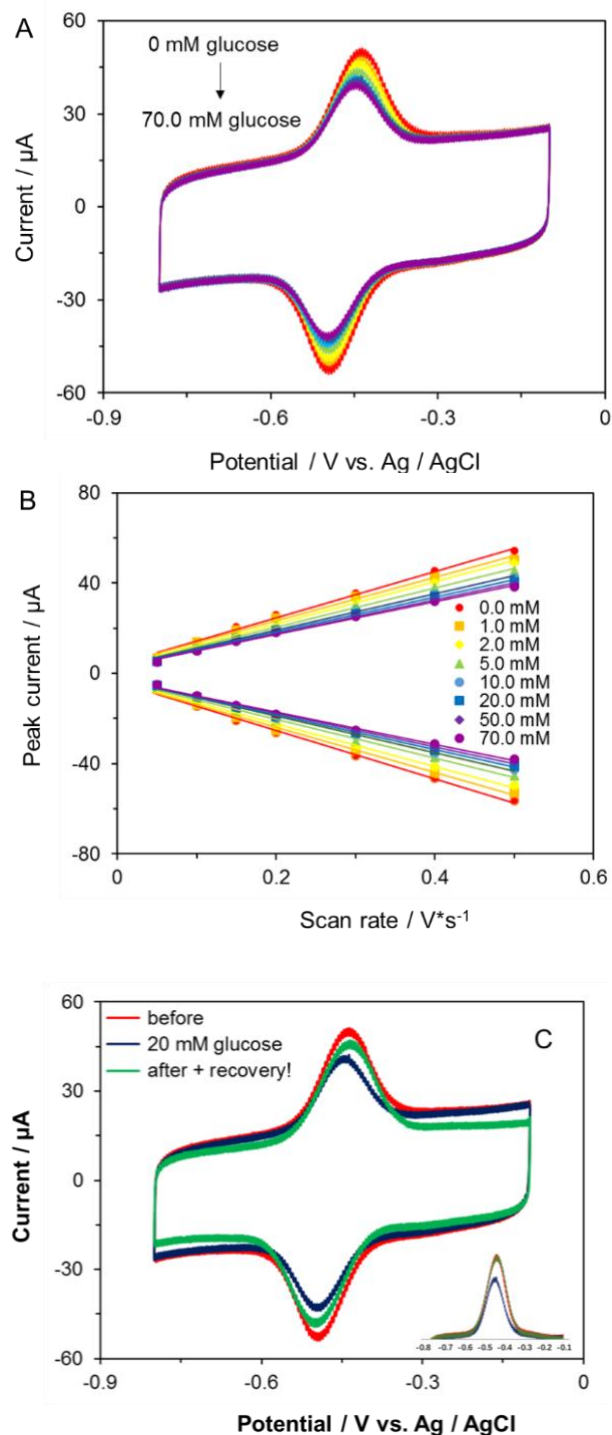 A
60
0 mM glucose
70.0 mM glucose
30
0
-30
-60
Current / µA
-0.9
-0.6
-0.3
0
Potential / V vs. Ag / AgCl
B
80
40
0
-40
-80
Peak current / µA
0.0 mM
1.0 mM
2.0 mM
5.0 mM
10.0 mM
20.0 mM
50.0 mM
70.0 mM
0
0.2
0.4
0.6
Scan rate / V*s⁻¹
60
before
20 mM glucose
after + recovery!
C
30
0
-30
-60
Current / µA
-0.8 -0.7 -0.6 -0.5 -0.4 -0.3 -0.2 -0.1
-0.9
-0.6
-0.3
0
Potential / V vs. Ag / AgCl